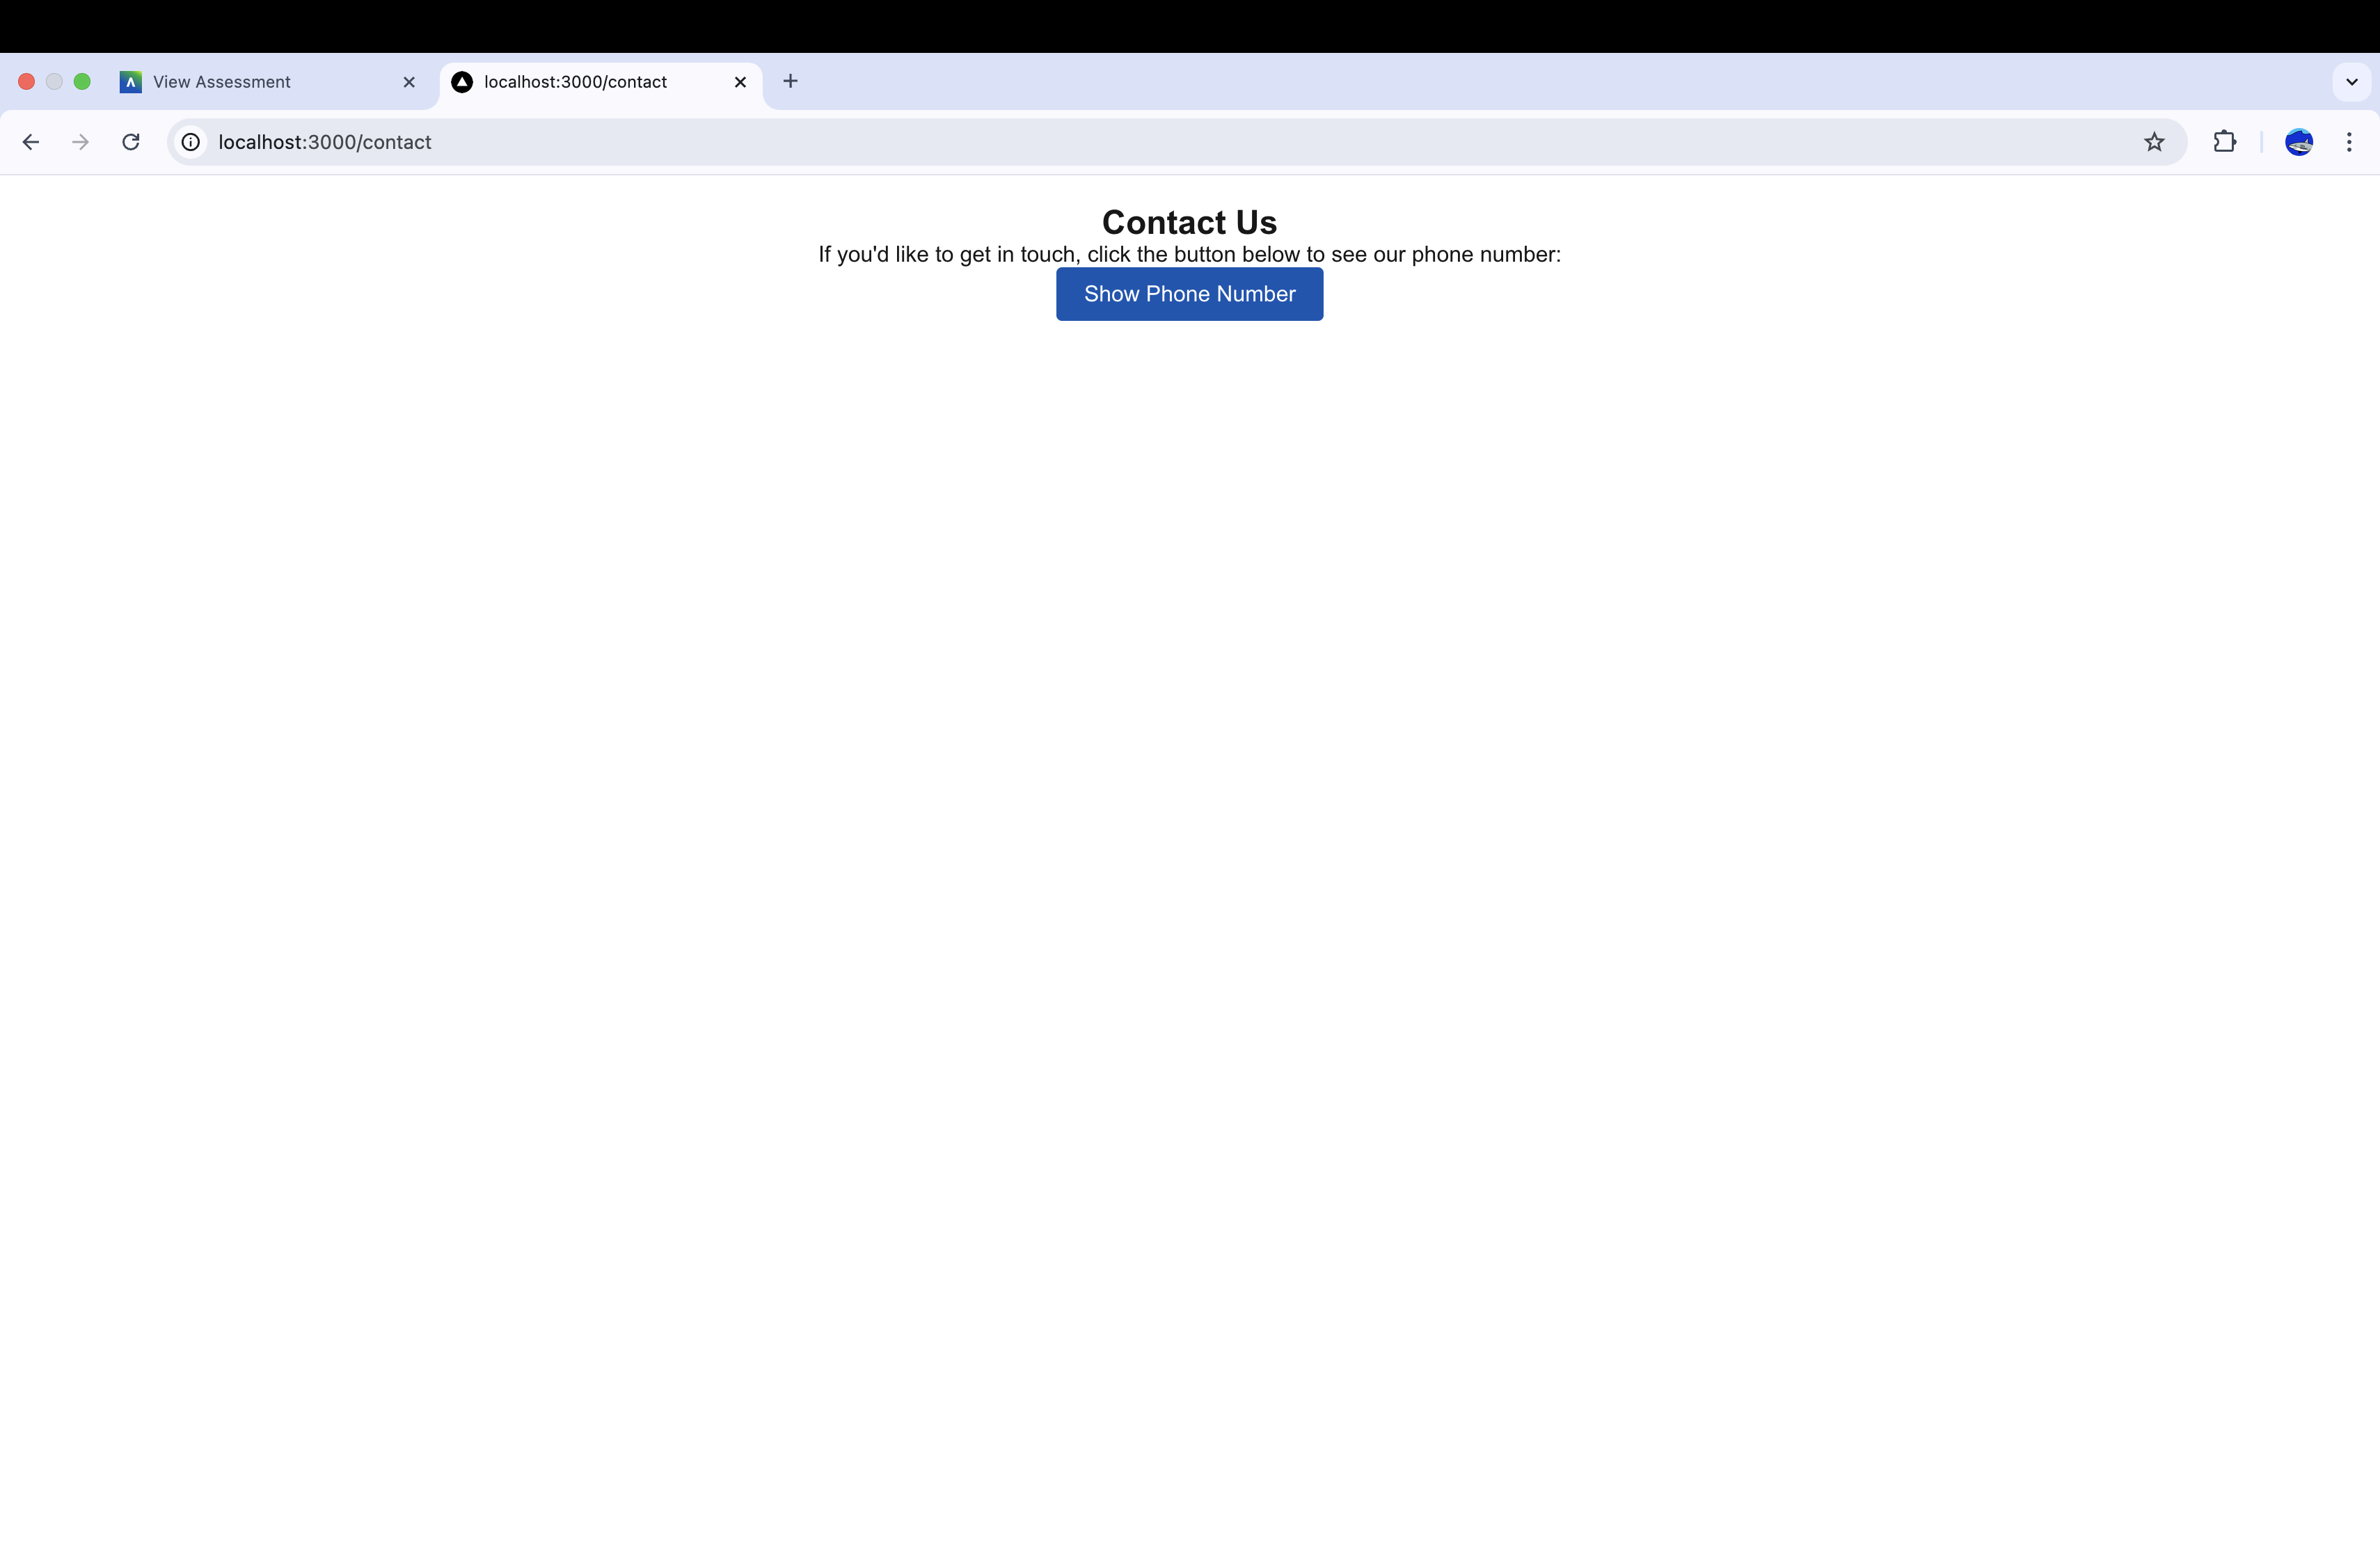 View Assessment
localhost:3000/contact
localhost:3000/contact
Contact Us
If you'd like to get in touch, click the button below to see our phone number:
Show Phone Number